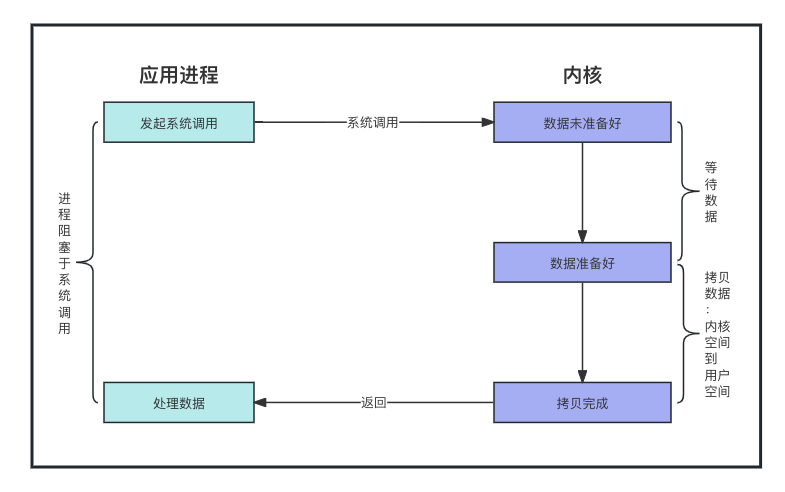 应用进程
内核
发起系统调用
系统调用
数据未准备好
等
待
数
据
进
程
阻
塞
于
系
统
调
用
数据准备好
拷贝
数据
：
内核
空间
到
用户
空间
处理数据
返回
拷贝完成